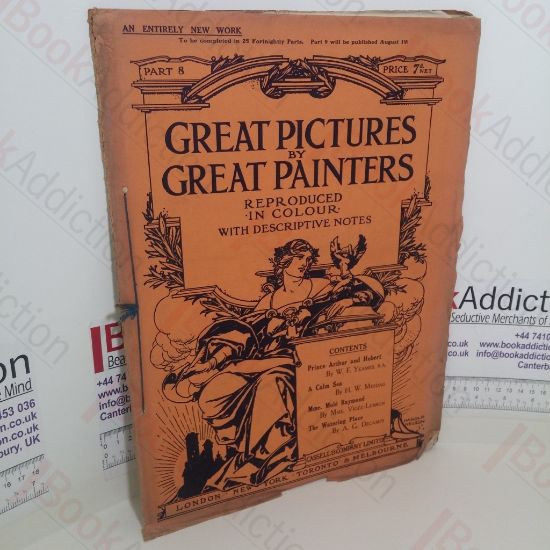 AN ENTIRELY NEW WORK
To be completed in 25 Fortnightly Parts. Part 9 will be published August 19
PART 8
PRICE 7D. NET
GREAT PICTURES
BY
GREAT PAINTERS
REPRODUCED
IN COLOUR
WITH DESCRIPTIVE NOTES
CONTENTS
Prince Arthur and Hubert
By W. F. Yeames R.A.
A Calm Sea
By H. W. Mesdag
Mme. Molé Raymond
By Mme. Vigée-Lebrun
The Watering Place
By A. G. Decamps
CASSELL & COMPANY LIMITED
LONDON NEW YORK TORONTO & MELBOURNE
BookAddiction
Seductive Merchants of
+44 7410
info@bookaddiction
Canterb
www.bookaddict